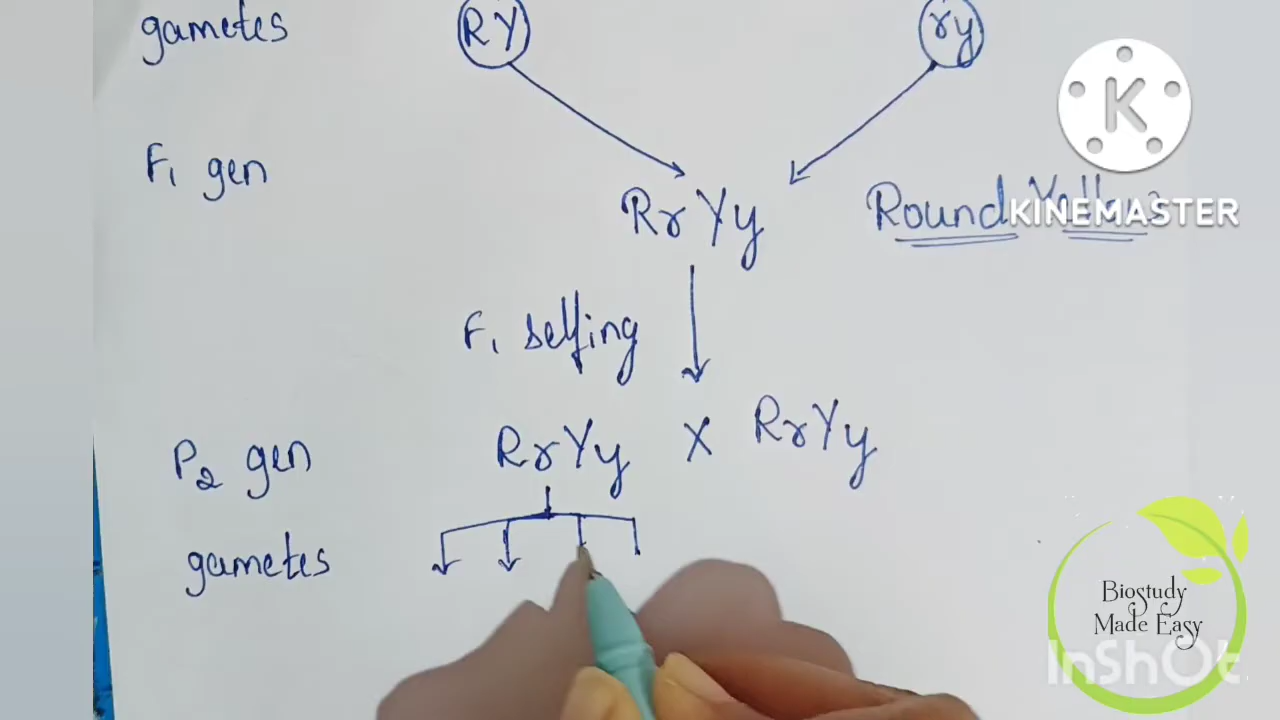 gametes RY ry
F1 gen
RrYy Round Yellow
KINEMASTER
F1 selfing
P2 gen RrYy X RrYy
gametes
Biostudy
Made Easy
InShOt